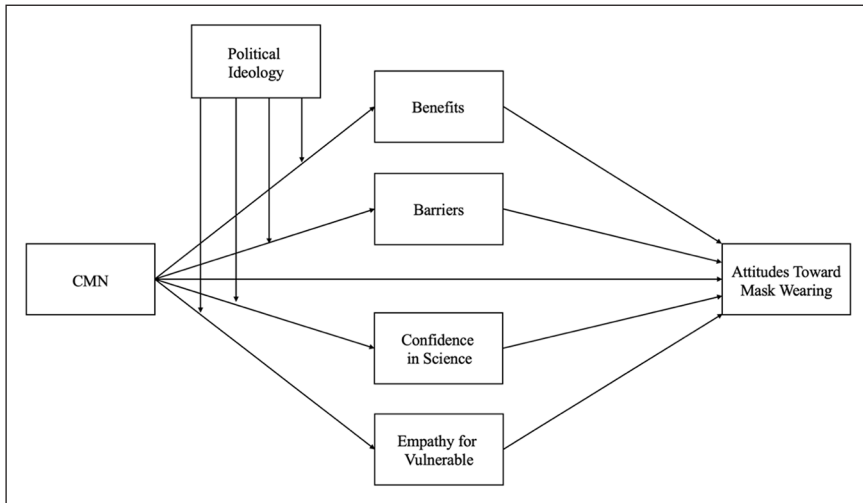 Political
Ideology
Benefits
Barriers
CMN
Attitudes Toward
Mask Wearing
Confidence
in Science
Empathy for
Vulnerable